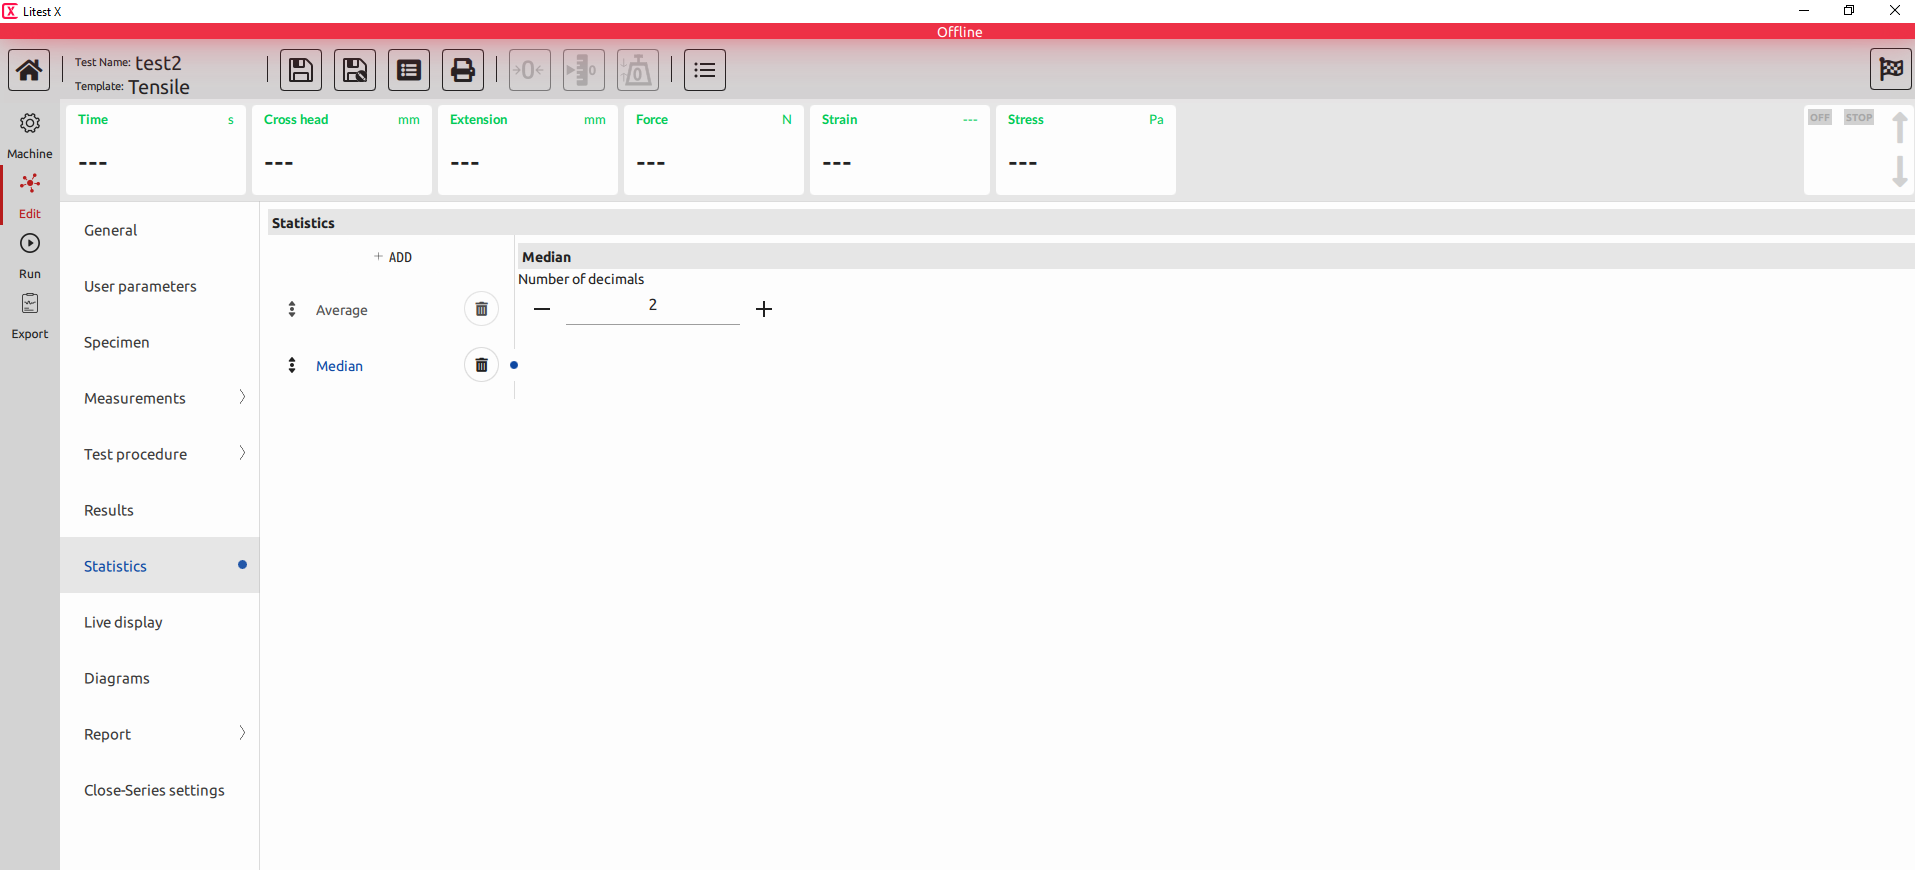 Litest X
Offline
Test Name: test2
Template: Tensile
Time s
---
Cross head mm
---
Extension mm
---
Force N
---
Strain ---
---
Stress Pa
---
OFF STOP
Machine
Edit
Run
Export
General
User parameters
Specimen
Measurements
Test procedure
Results
Statistics
Live display
Diagrams
Report
Close-Series settings
Statistics
+ ADD
Average
Median
Median
Number of decimals
2